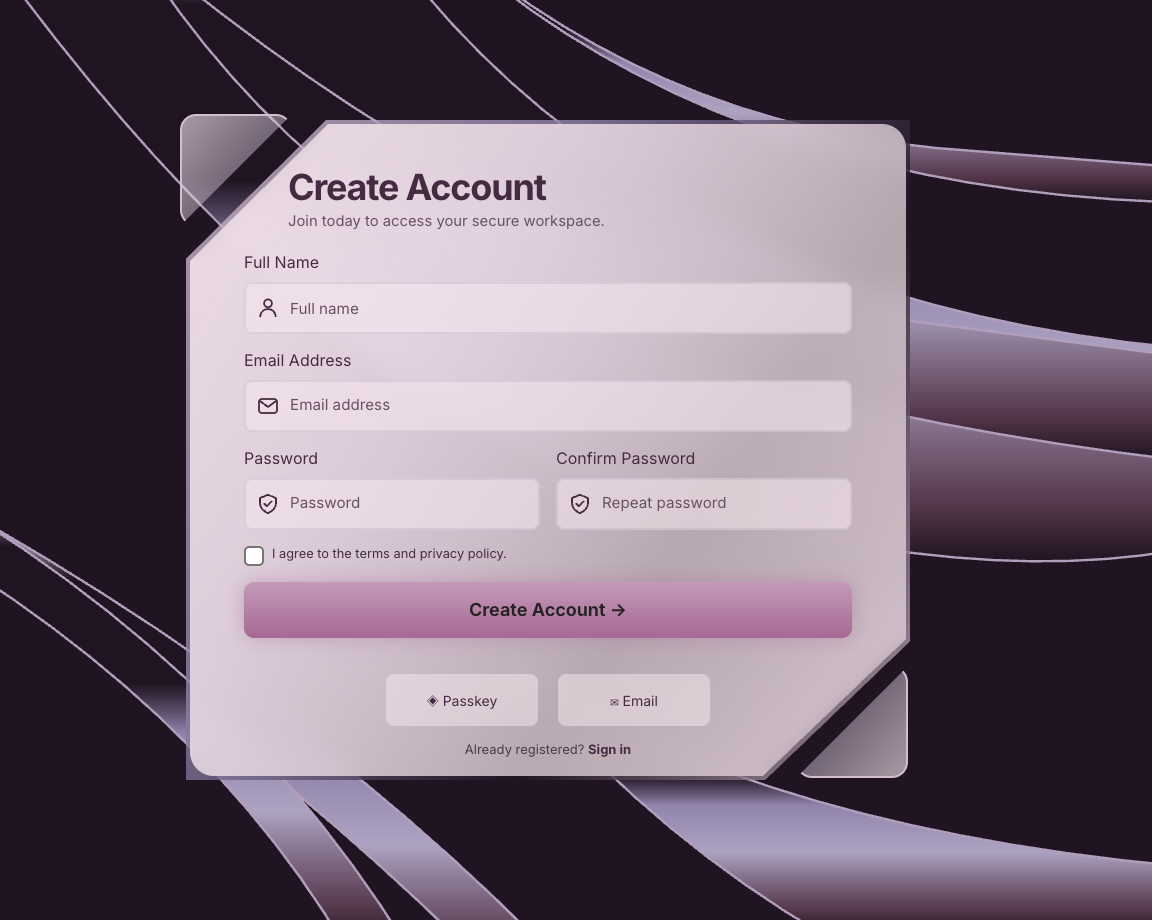 Create Account
Join today to access your secure workspace.
Full Name
Full name
Email Address
Email address
Password
Confirm Password
Password
Repeat password
I agree to the terms and privacy policy.
Create Account →
◈ Passkey
✉ Email
Already registered? Sign in